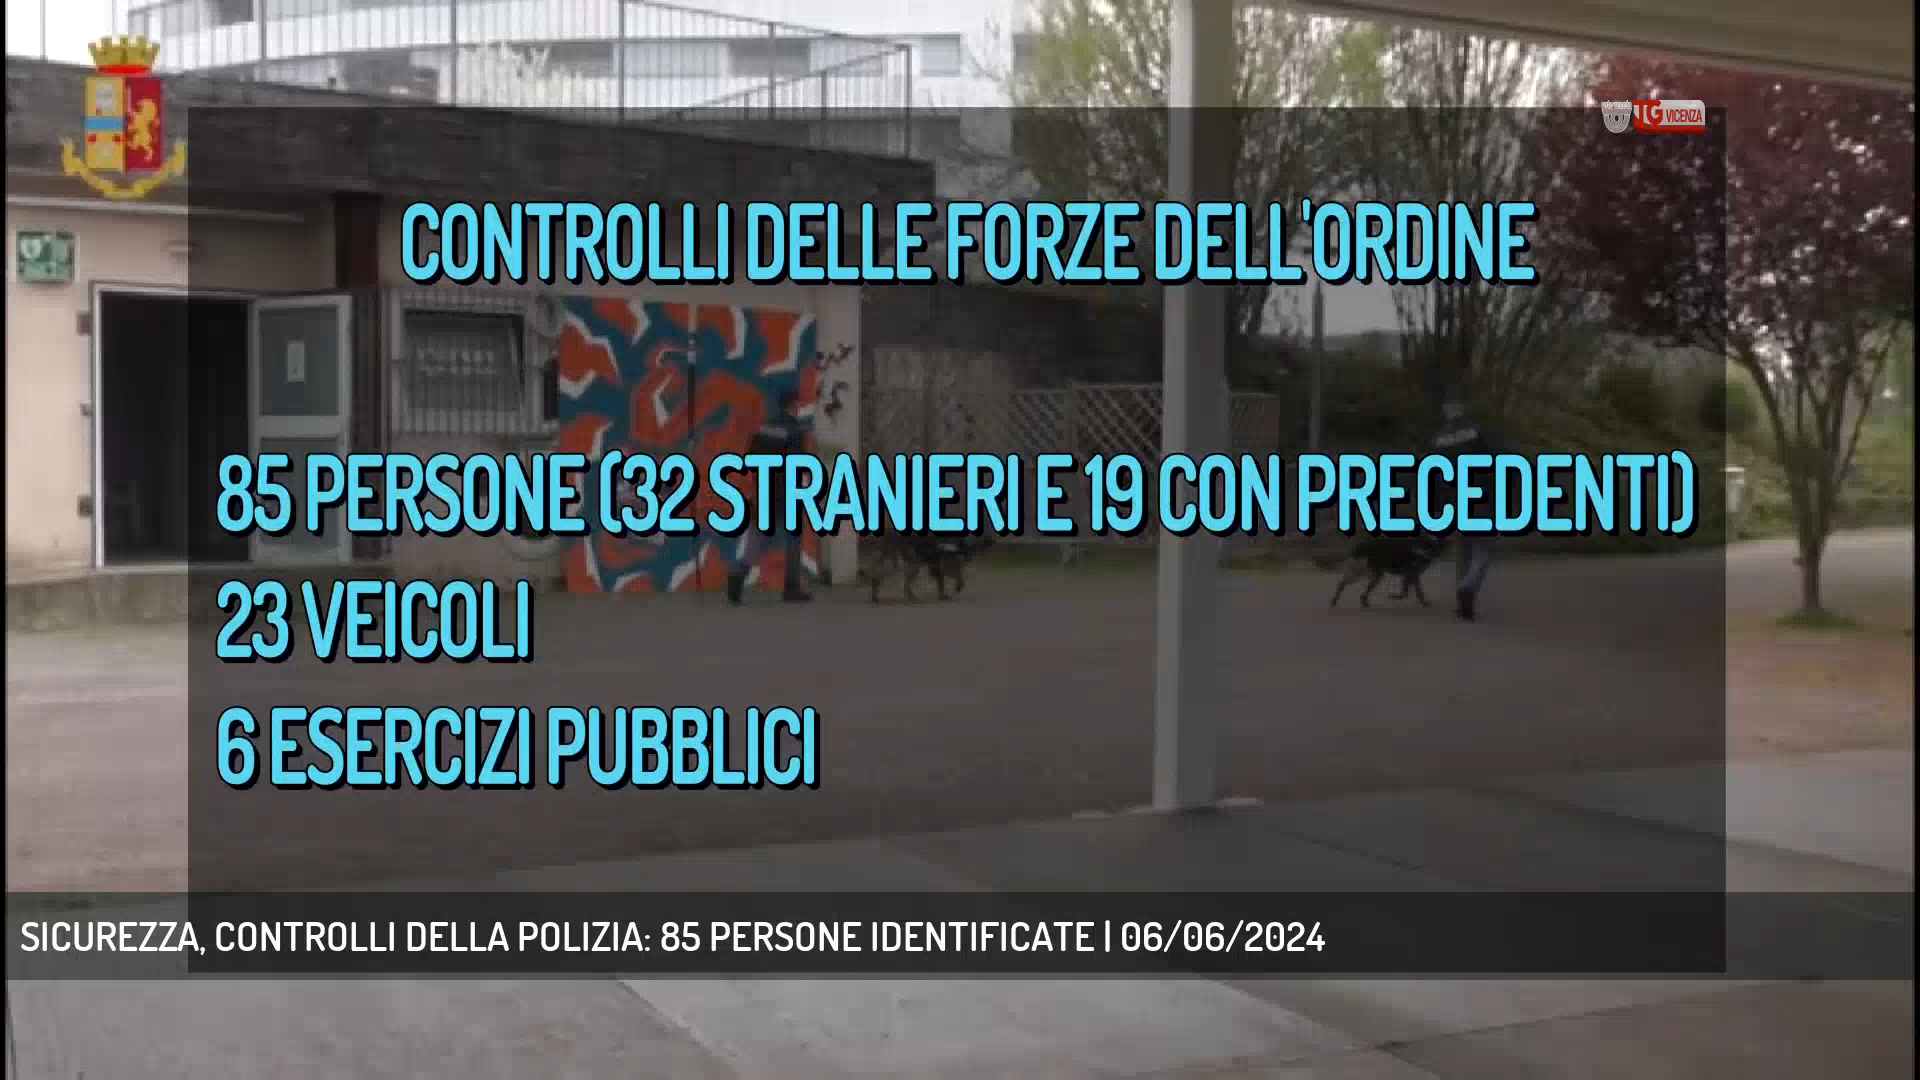 TG VICENZA
CONTROLLI DELLE FORZE DELL'ORDINE
85 PERSONE (32 STRANIERI E 19 CON PRECEDENTI)
23 VEICOLI
6 ESERCIZI PUBBLICI
SICUREZZA, CONTROLLI DELLA POLIZIA: 85 PERSONE IDENTIFICATE | 06/06/2024